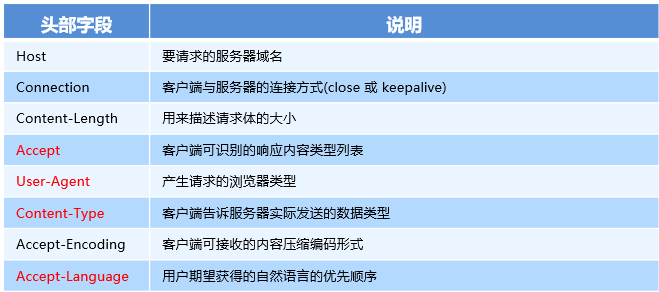 头部字段 说明
Host 要请求的服务器域名
Connection 客户端与服务器的连接方式(close 或 keepalive)
Content-Length 用来描述请求体的大小
Accept 客户端可识别的响应内容类型列表
User-Agent 产生请求的浏览器类型
Content-Type 客户端告诉服务器实际发送的数据类型
Accept-Encoding 客户端可接收的内容压缩编码形式
Accept-Language 用户期望获得的自然语言的优先顺序